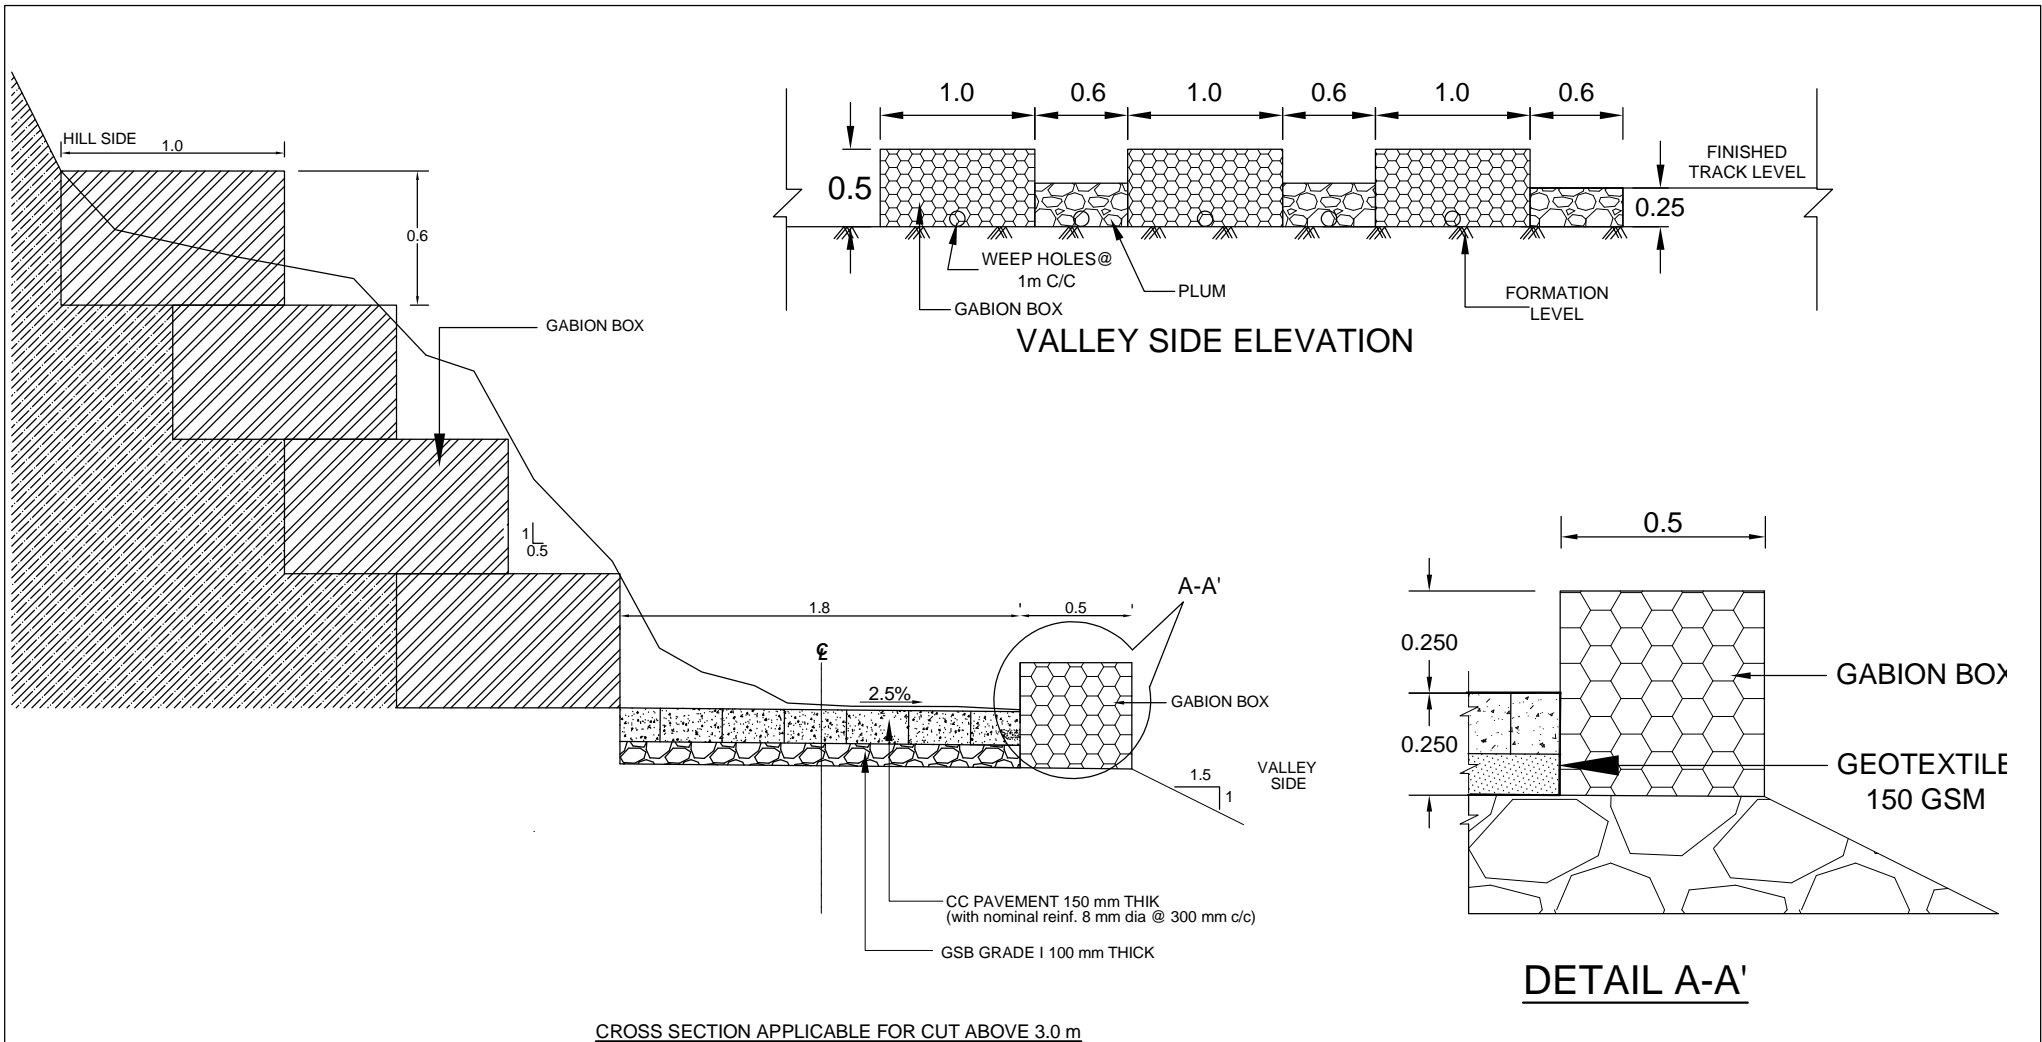 HILL SIDE
1.0
0.6
GABION BOX
1
0.5
1.8
0.5
A-A'
℄
2.5%
GABION BOX
1.5
1
VALLEY
SIDE
CC PAVEMENT 150 mm THIK
(with nominal reinf. 8 mm dia @ 300 mm c/c)
GSB GRADE I 100 mm THICK
CROSS SECTION APPLICABLE FOR CUT ABOVE 3.0 m
1.0 0.6 1.0 0.6 1.0 0.6
0.5
FINISHED
TRACK LEVEL
0.25
WEEP HOLES@
1m C/C
PLUM
GABION BOX
FORMATION
LEVEL
VALLEY SIDE ELEVATION
0.5
0.250
GABION BOX
0.250
GEOTEXTILE
150 GSM
DETAIL A-A'